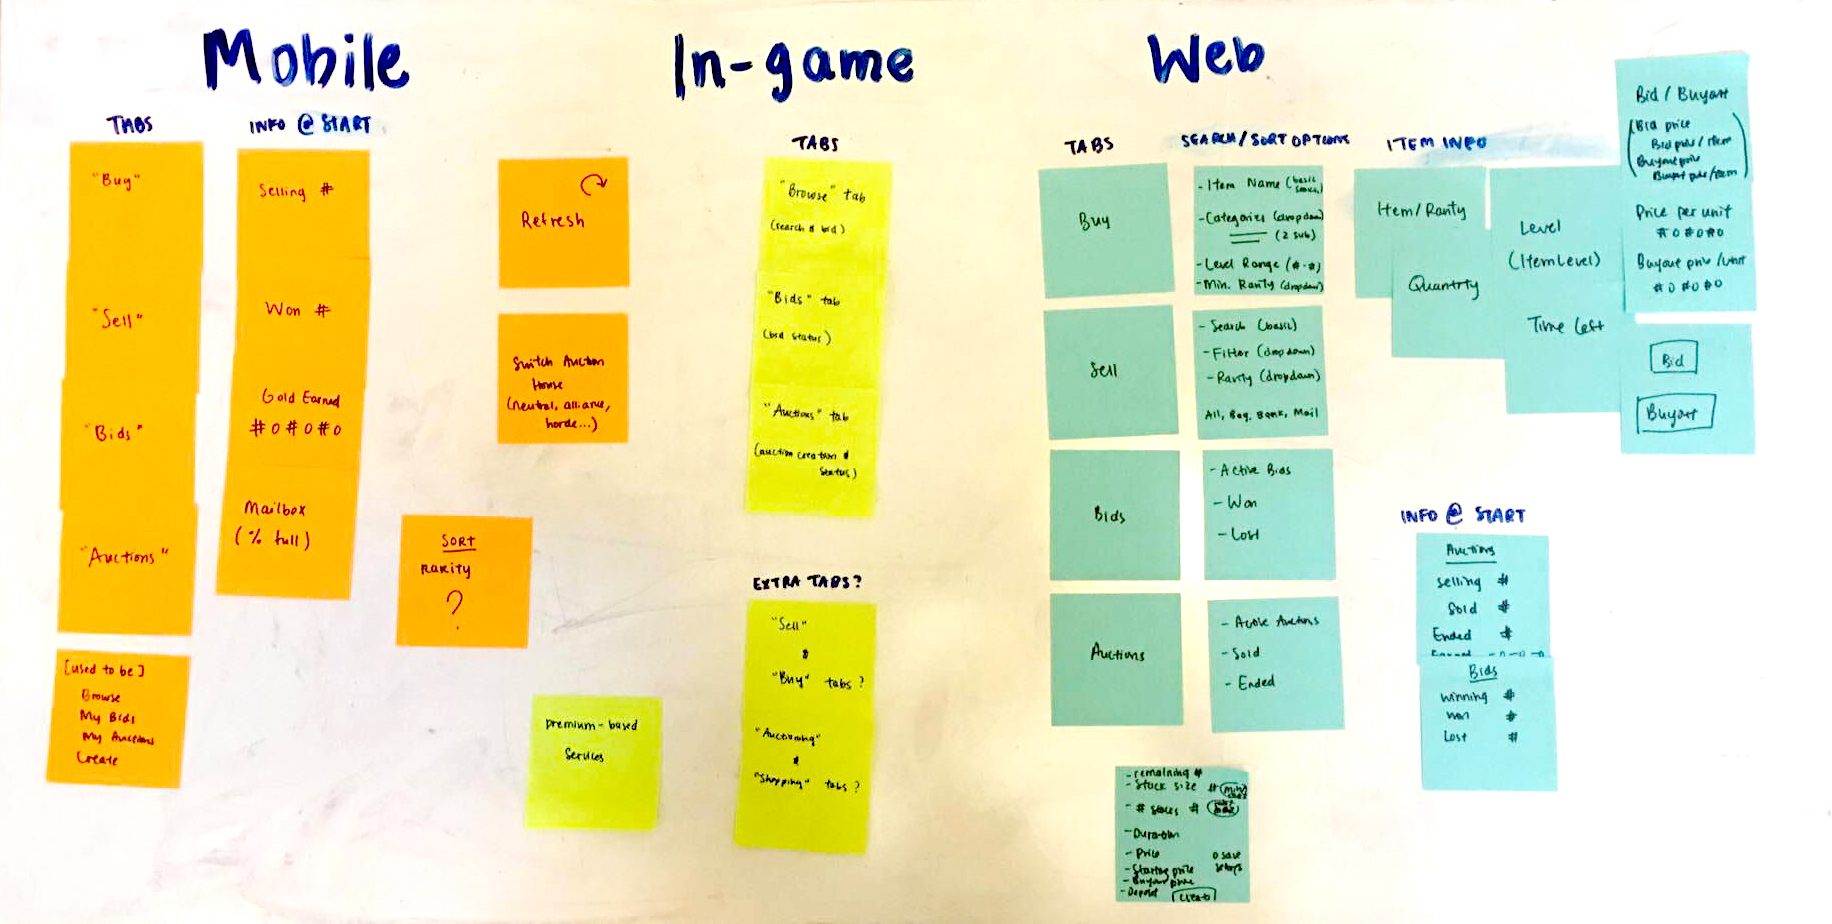 Mobile
TABS
"Buy"
"Sell"
"Bids"
"Auctions"
[used to be]
Browse
My Bids
My Auctions
Create
INFO @ START
Selling #
Won #
Gold Earned
#0#0#0
Mailbox
(% full)
Refresh
Switch Auction
House
(neutral, alliance,
horde...)
SORT
RARITY
?
In-game
TABS
"Browse" tab
(search & bid)
"Bids" tab
(bid status)
"Auctions" tab
(auction creation &
status)
EXTRA TABS?
"Sell"
&
"Buy" tabs?
"Auctioning"
&
"Shopping" tabs?
premium-based
services
Web
TABS
Buy
Sell
Bids
Auctions
SEARCH/SORT OPTIONS
- Item Name (basic
search)
- Categories (dropdown)
(2 sub)
- Level Range (#-#)
- Min. Rarity (dropdown)
- Search (basic)
- Filter (dropdown)
- Rarity (dropdown)
All, Bag, Bank, Mail
- Active Bids
- Won
- Lost
- Active Auctions
- Sold
- Ended
ITEM INFO
Item/Rarity
Quantity
Level
(Item Level)
Time Left
Bid / Buyout
(Bid price
Bid price / item
Buyout price
Buyout price/item)
Price per unit
#0#0#0
Buyout price/unit
#0#0#0
Bid
Buyout
INFO @ START
Auctions
Selling #
Sold #
Ended #
Bids
Winning #
Won #
Lost #
- remaining #
- Stack size #
- # stacks #
- Duration
- Price
- Starting price
- Buyout price
- Deposit
Create